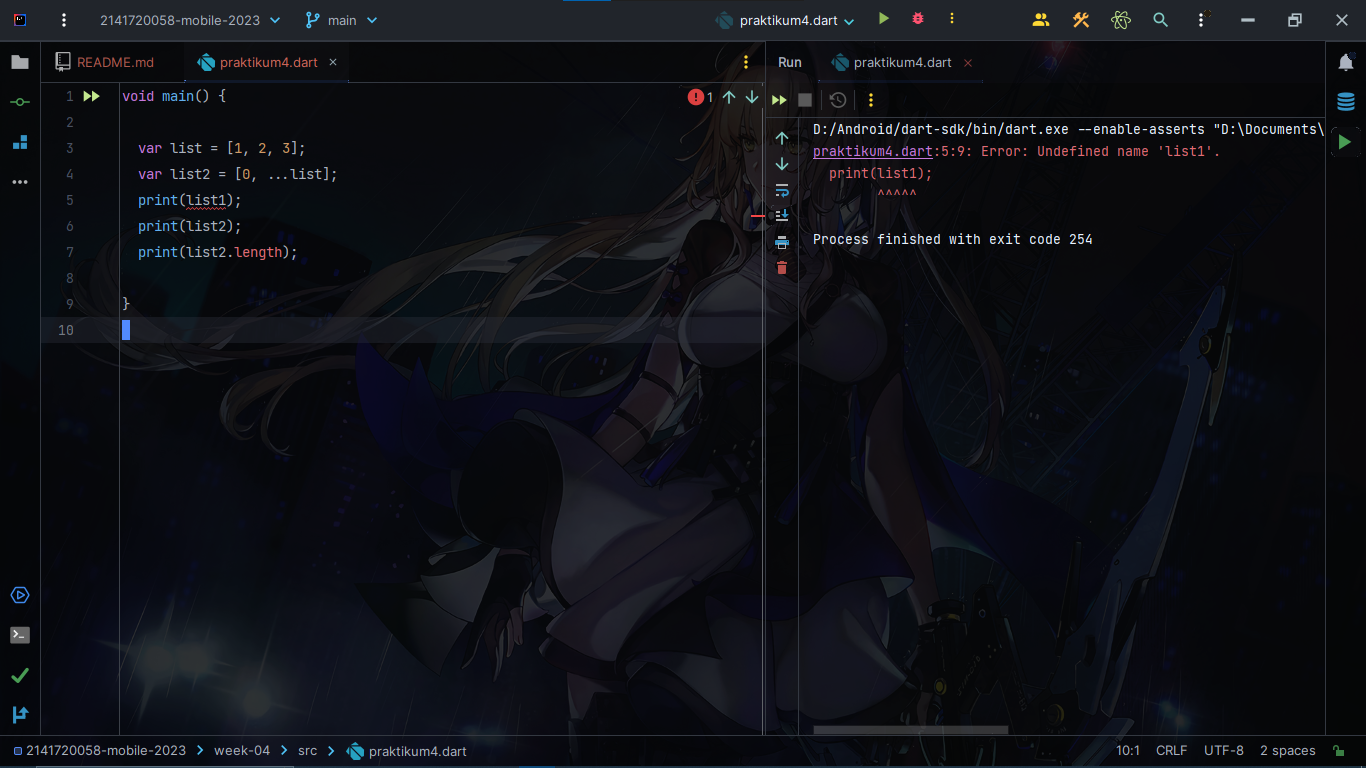 2141720058-mobile-2023 main praktikum4.dart
README.md praktikum4.dart
Run praktikum4.dart
1
1 void main() {
2
3 var list = [1, 2, 3];
4 var list2 = [0, ...list];
5 print(list1);
6 print(list2);
7 print(list2.length);
8
9 }
10
D:/Android/dart-sdk/bin/dart.exe --enable-asserts "D:\Documents\
praktikum4.dart:5:9: Error: Undefined name 'list1'.
print(list1);
^^^^^
Process finished with exit code 254
2141720058-mobile-2023 week-04 src praktikum4.dart
10:1 CRLF UTF-8 2 spaces